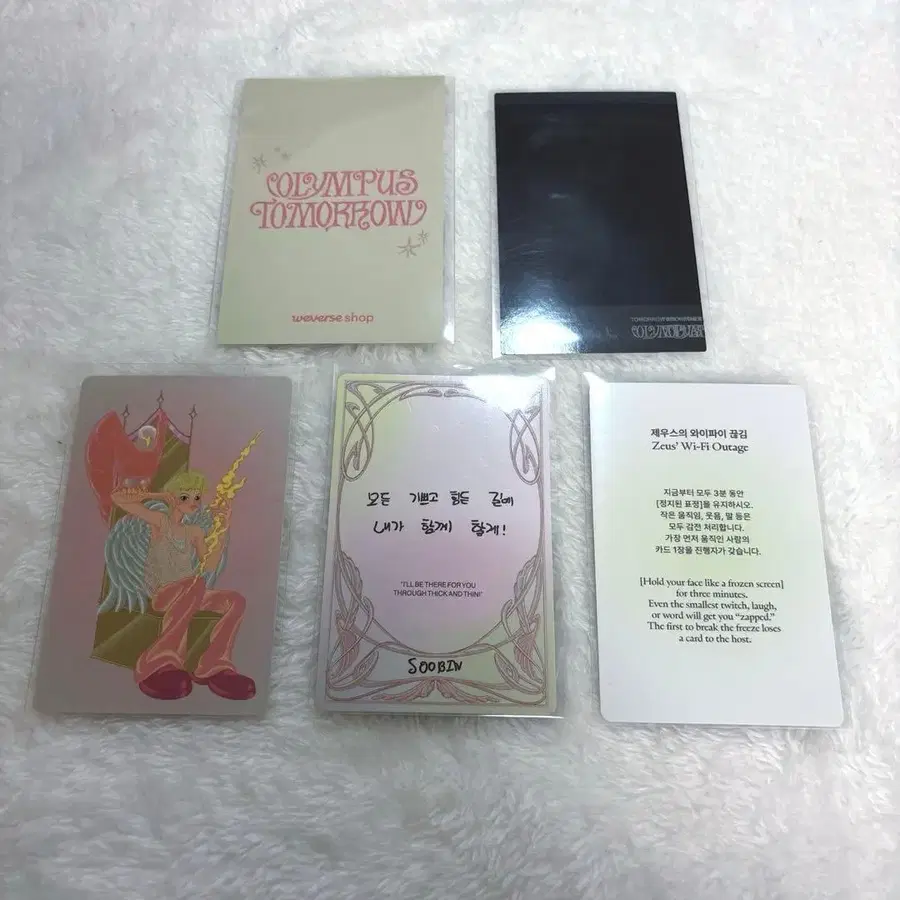 OLYMPUS
TOMORROW
weverse shop
모든 기쁘고 힘든 길에
내가 함께 할게!
"I'LL BE THERE FOR YOU
THROUGH THICK AND THIN!"
SOOBIN
제우스의 와이파이 끊김
Zeus' Wi-Fi Outage
지금부터 모두 3분 동안
[정지된 표정]을 유지하시오.
작은 움직임, 웃음, 말 등은
모두 감전 처리합니다.
가장 먼저 움직인 사람의
카드 1장을 진행자가 갖습니다.
[Hold your face like a frozen screen]
for three minutes.
Even the smallest twitch, laugh,
or word will get you “zapped.”
The first to break the freeze loses
a card to the host.